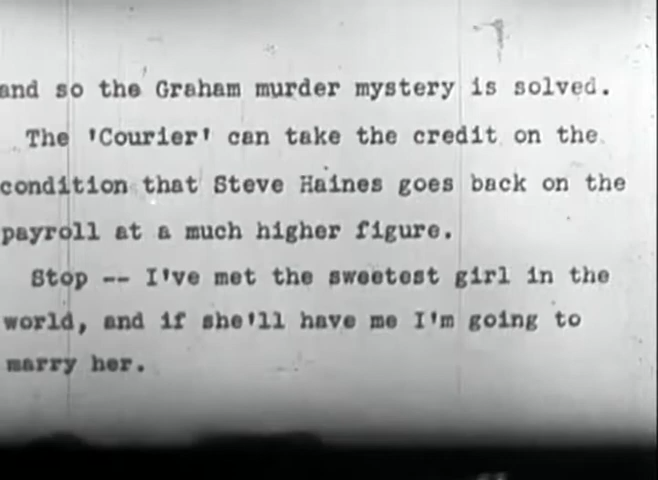 and so the Graham murder mystery is solved.
The 'Courier' can take the credit on the
condition that Steve Haines goes back on the
payroll at a much higher figure.
Stop -- I've met the sweetest girl in the
world, and if she'll have me I'm going to
marry her.